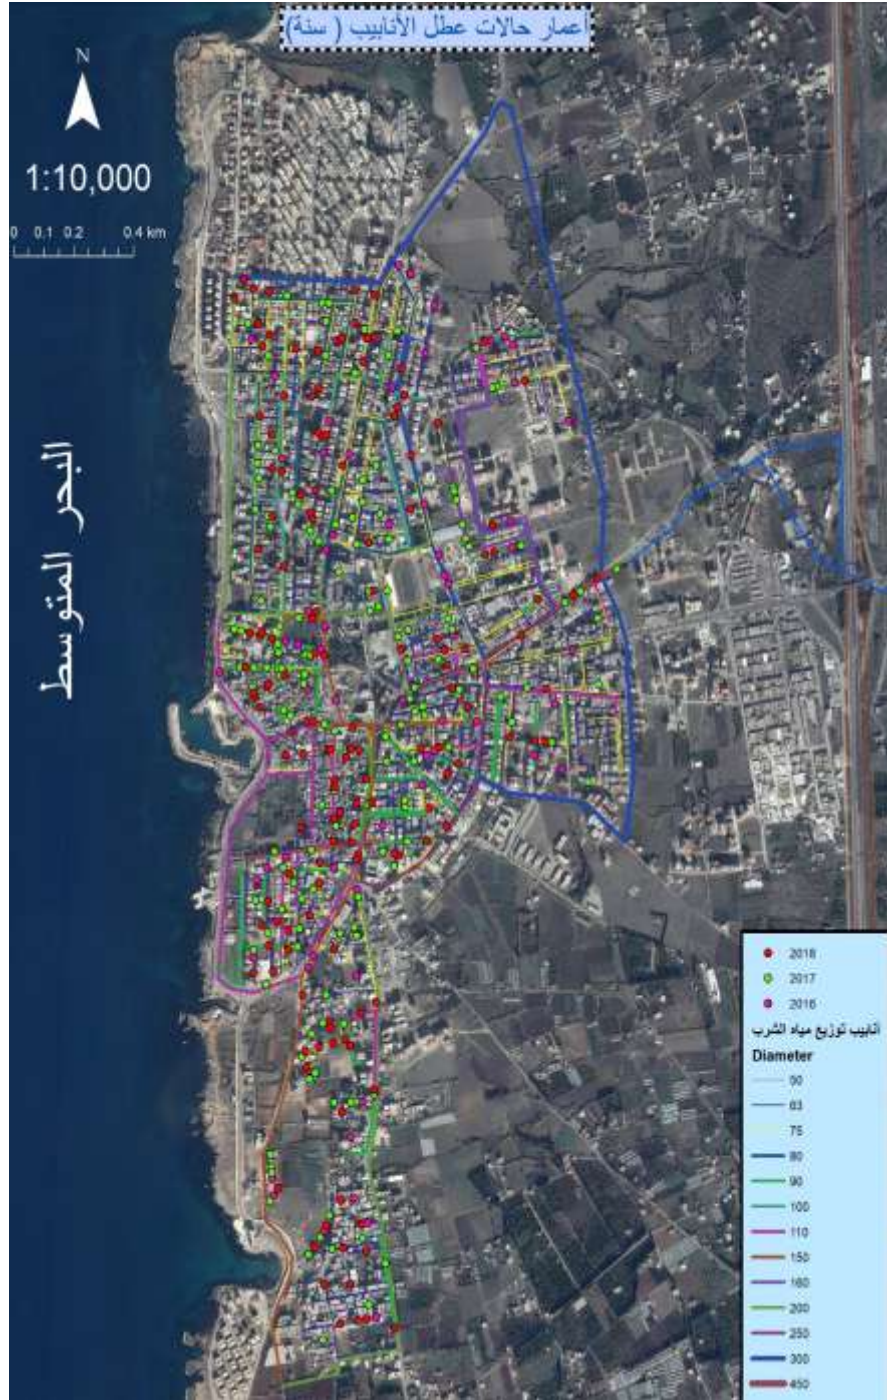 أعمار حالات عطل الأنابيب ( سنة)
N
1:10,000
0 0.1 0.2 0.4 km
البحر المتوسط
2018
2017
2016
أنابيب توزيع مياه الشرب
Diameter
50
63
75
80
90
100
110
150
160
200
250
300
450